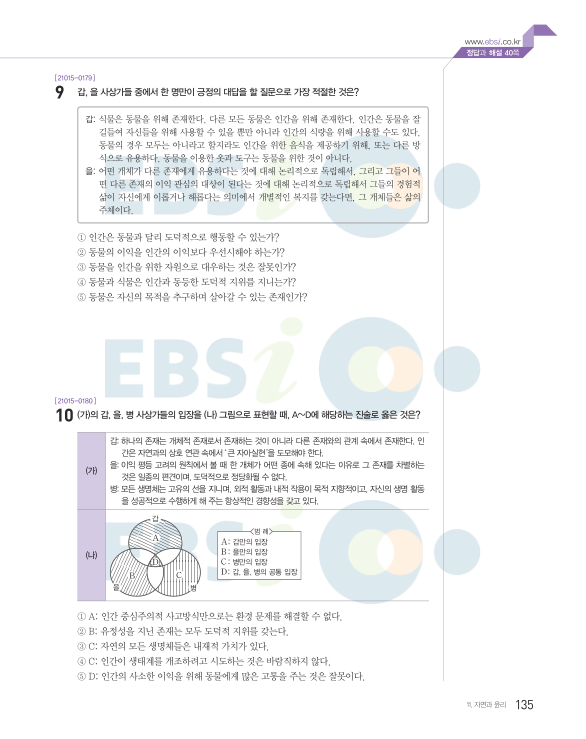 www.ebsi.co.kr
정답과 해설 40쪽
[21015-0179]
9 갑, 을 사상가들 중에서 한 명만이 긍정의 대답을 할 질문으로 가장 적절한 것은?
갑: 식물은 동물을 위해 존재한다. 다른 모든 동물은 인간을 위해 존재한다. 인간은 동물을 잘
길들여 자신들을 위해 사용할 수 있을 뿐만 아니라 인간의 식량을 위해 사용할 수도 있다.
동물의 경우 모두는 아니라고 할지라도 인간을 위한 음식을 제공하기 위해, 또는 다른 방
식으로 유용하다. 동물을 이용한 옷과 도구는 동물을 위한 것이 아니다.
을: 어떤 개체가 다른 존재에게 유용하다는 것에 대해 논리적으로 독립해서, 그리고 그들이 어
떤 다른 존재의 이익 관심의 대상이 된다는 것에 대해 논리적으로 독립해서 그들의 경험적
삶이 자신에게 이롭거나 해롭다는 의미에서 개별적인 복지를 갖는다면, 그 개체들은 삶의
주체이다.
① 인간은 동물과 달리 도덕적으로 행동할 수 있는가?
② 동물의 이익을 인간의 이익보다 우선시해야 하는가?
③ 동물을 인간을 위한 자원으로 대우하는 것은 잘못인가?
④ 동물과 식물은 인간과 동등한 도덕적 지위를 지니는가?
⑤ 동물은 자신의 목적을 추구하며 살아갈 수 있는 존재인가?
EBSi
[21015-0180]
10 (가)의 갑, 을, 병 사상가들의 입장을 (나) 그림으로 표현할 때, A~D에 해당하는 진술로 옳은 것은?
(가)
갑: 하나의 존재는 개체적 존재로서 존재하는 것이 아니라 다른 존재와의 관계 속에서 존재한다. 인
간은 자연과의 상호 연관 속에서 '큰 자아실현'을 도모해야 한다.
을: 이익 평등 고려의 원칙에서 볼 때 한 개체가 어떤 종에 속해 있다는 이유로 그 존재를 차별하는
것은 일종의 편견이며, 도덕적으로 정당화될 수 없다.
병: 모든 생명체는 고유의 선을 지니며, 외적 활동과 내적 작용이 목적 지향적이고, 자신의 생명 활동
을 성공적으로 수행하게 해 주는 항상적인 경향성을 갖고 있다.
(나)
갑
A
D
B
C
을
병
<범 례>
A: 갑만의 입장
B: 을만의 입장
C: 병만의 입장
D: 갑, 을, 병의 공통 입장
① A: 인간 중심주의적 사고방식만으로는 환경 문제를 해결할 수 없다.
② B: 유정성을 지닌 존재는 모두 도덕적 지위를 갖는다.
③ C: 자연의 모든 생명체들은 내재적 가치가 있다.
④ C: 인간이 생태계를 개조하려고 시도하는 것은 바람직하지 않다.
⑤ D: 인간의 사소한 이익을 위해 동물에게 많은 고통을 주는 것은 잘못이다.
11. 자연과 윤리 135